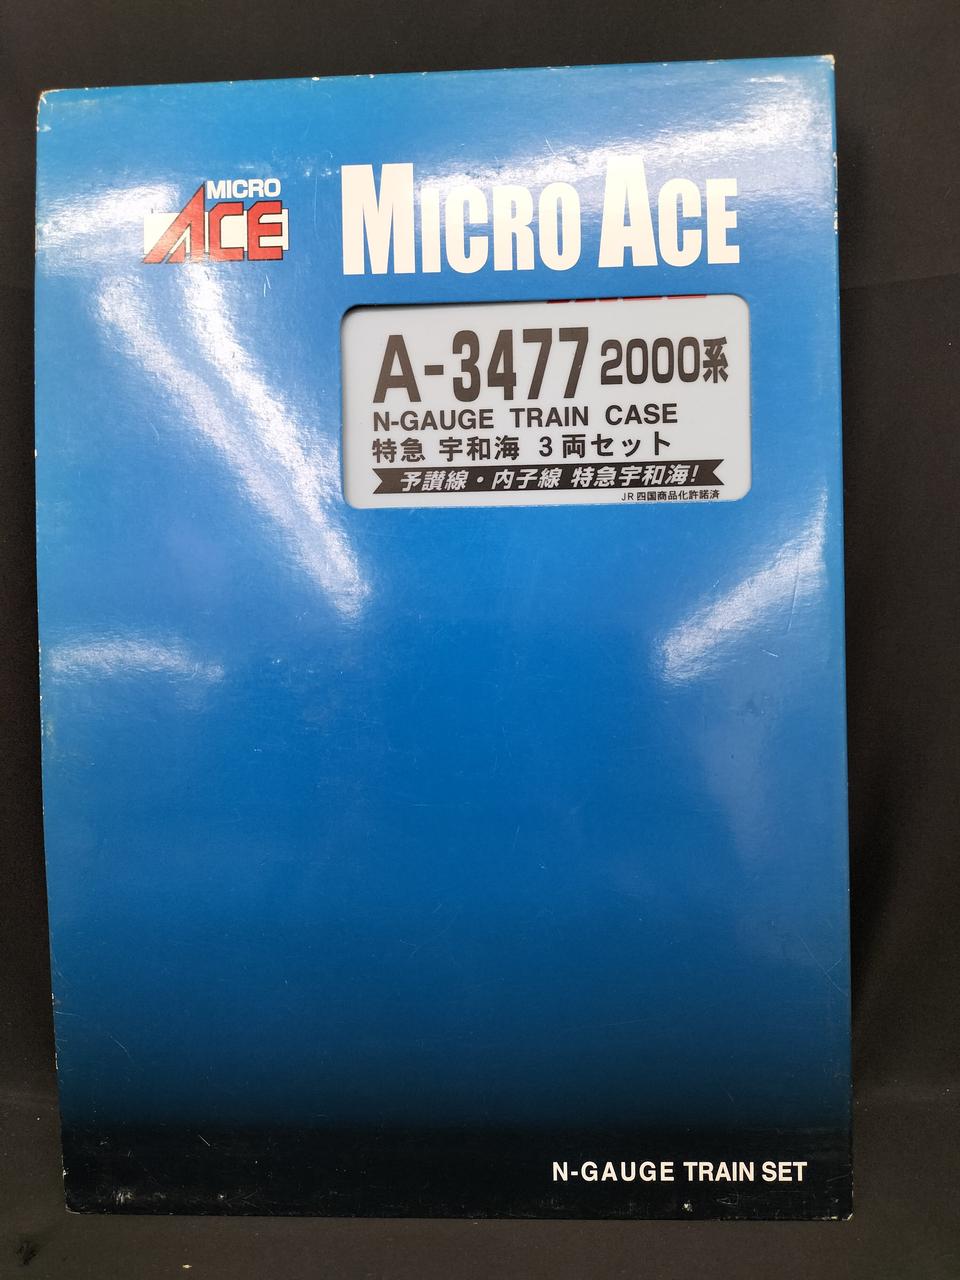 MICRO
ACE
MICRO ACE
A-3477 2000系
N-GAUGE TRAIN CASE
特急 宇和海 3両セット
予讃線・内子線 特急宇和海!
JR四国商品化許諾済
N-GAUGE TRAIN SET